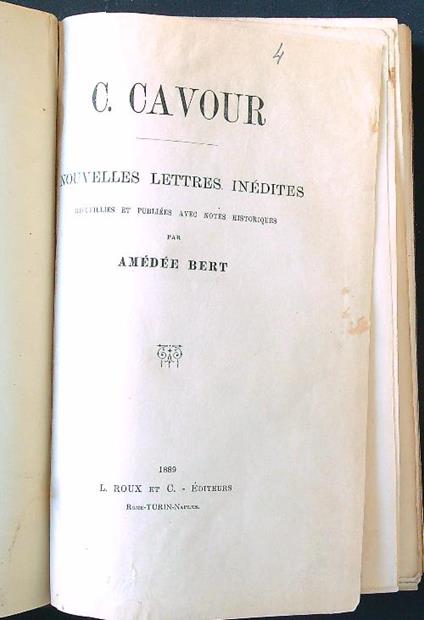 4
C. CAVOUR
NOUVELLES LETTRES INÉDITES
RECUEILLIES ET PUBLIÉES AVEC NOTES HISTORIQUES
PAR
AMÉDÉE BERT
1889
L. ROUX ET C. - ÉDITEURS
ROME-TURIN-NAPLES.